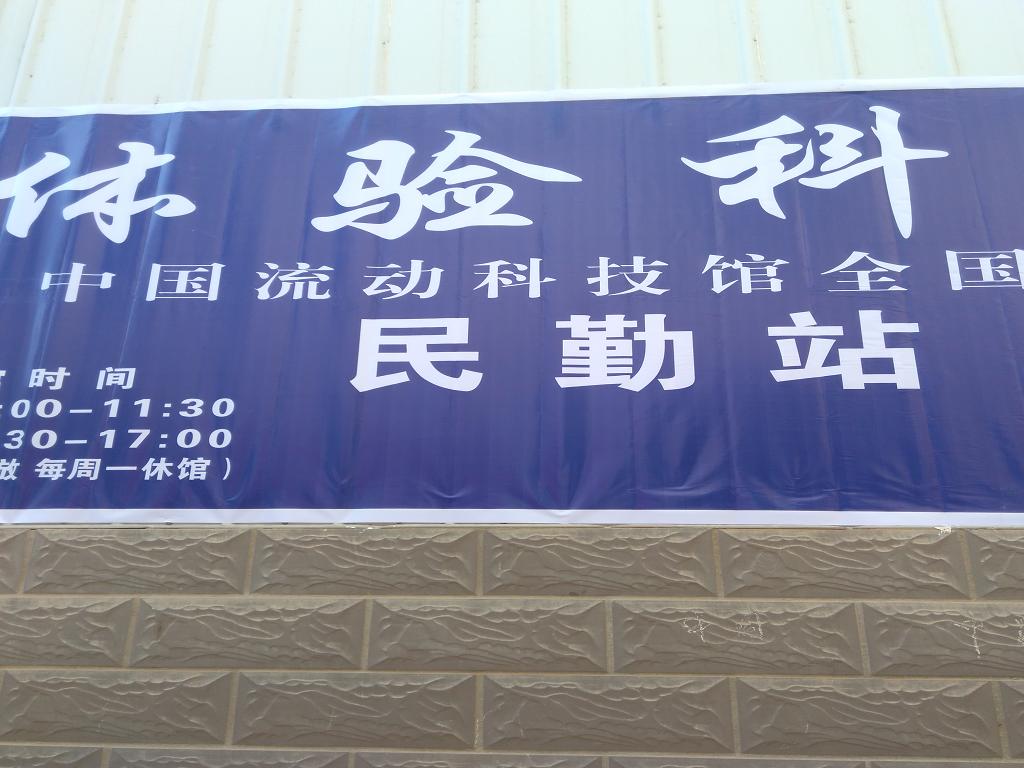 体验科
中国流动科技馆全国
民勤站
时间
:00-11:30
:30-17:00
放 每周一休馆)